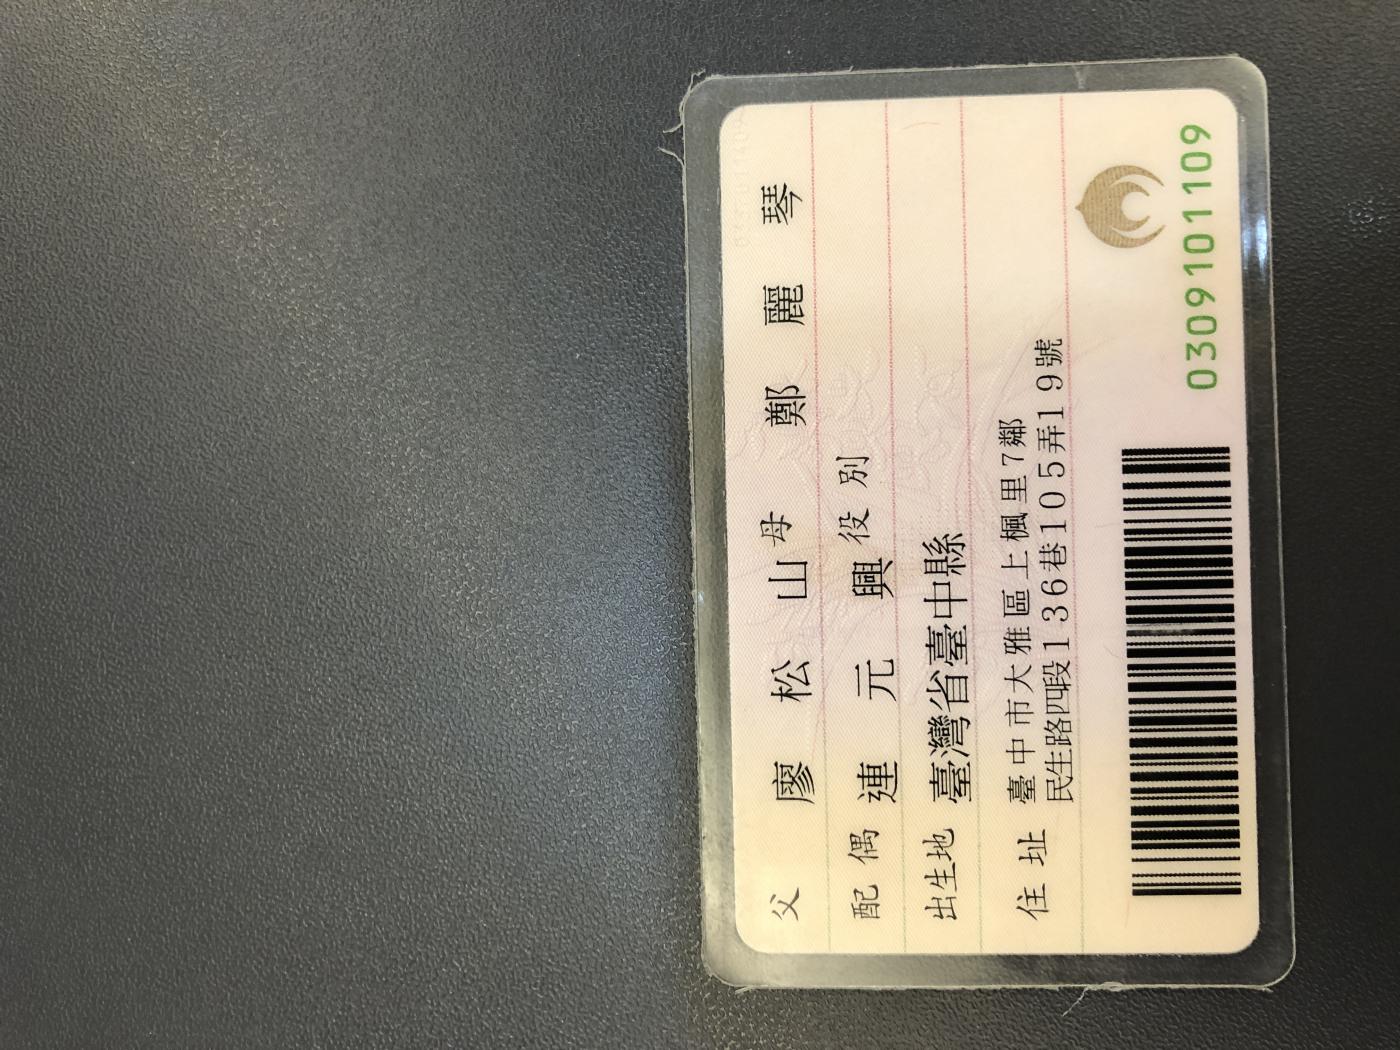 父 廖松山 母 鄭麗琴
配偶 連元興 役別
出生地 臺灣省臺中縣
住址 臺中市大雅區上楓里7鄰
民生路四段136巷105弄19號
0309101109